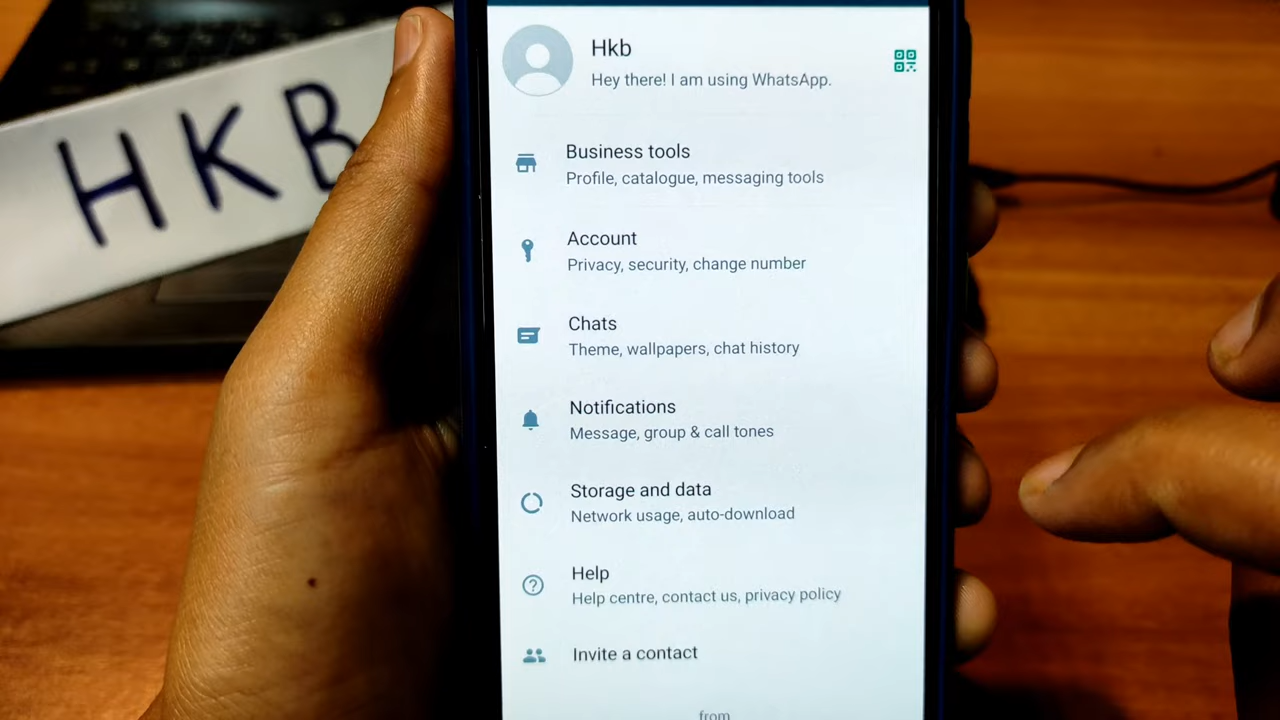 HKB
Hkb
Hey there! I am using WhatsApp.
Business tools
Profile, catalogue, messaging tools
Account
Privacy, security, change number
Chats
Theme, wallpapers, chat history
Notifications
Message, group & call tones
Storage and data
Network usage, auto-download
Help
Help centre, contact us, privacy policy
Invite a contact
from